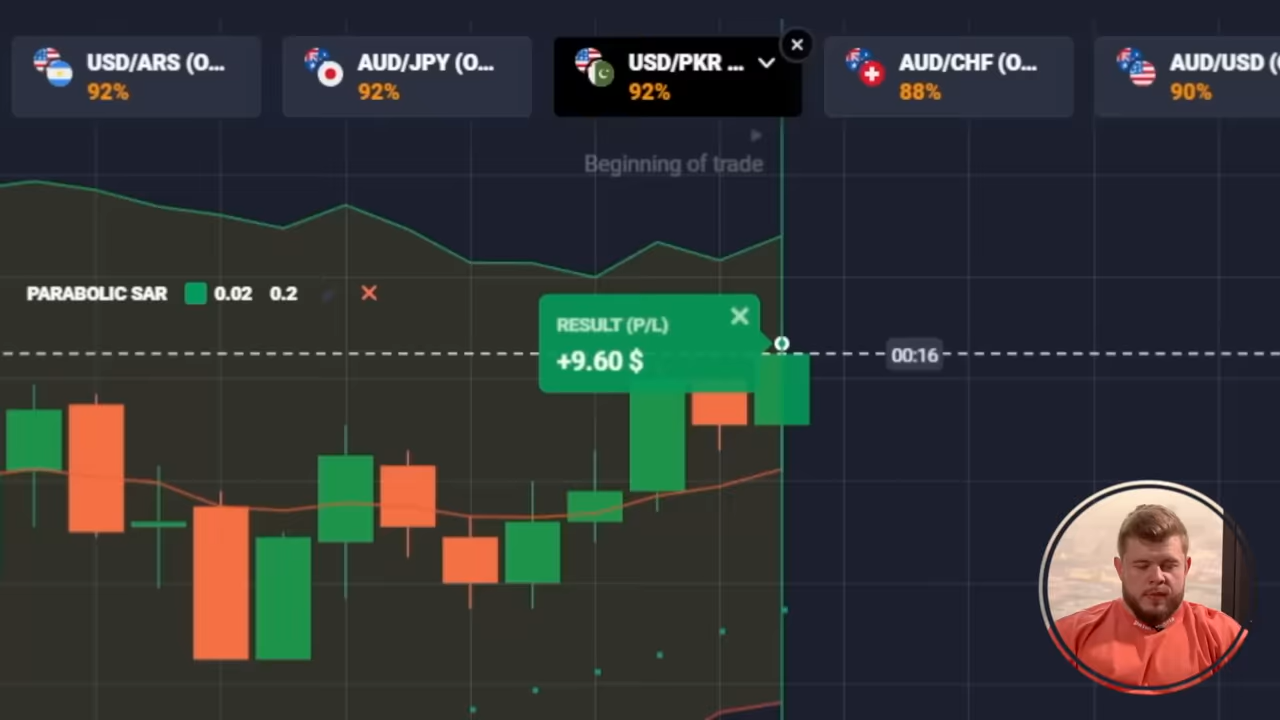 USD/ARS (O...
92%
AUD/JPY (O...
92%
USD/PKR ...
92%
AUD/CHF (O...
88%
AUD/USD (
90%
Beginning of trade
PARABOLIC SAR 0.02 0.2
RESULT (P/L)
+9.60 $
00:16